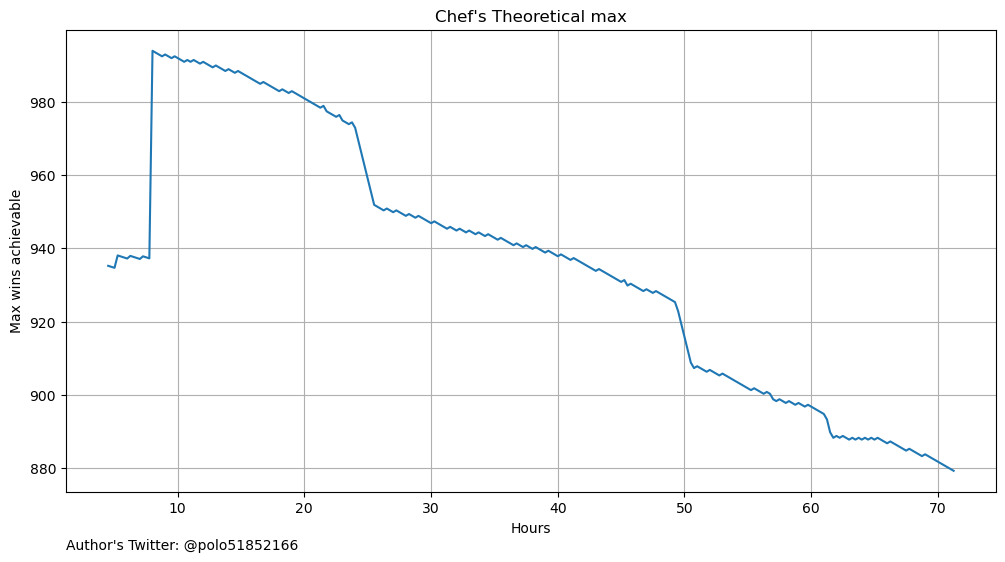 Chef's Theoretical max
Max wins achievable
980
960
940
920
900
880
10 20 30 40 50 60 70
Hours
Author's Twitter: @polo51852166